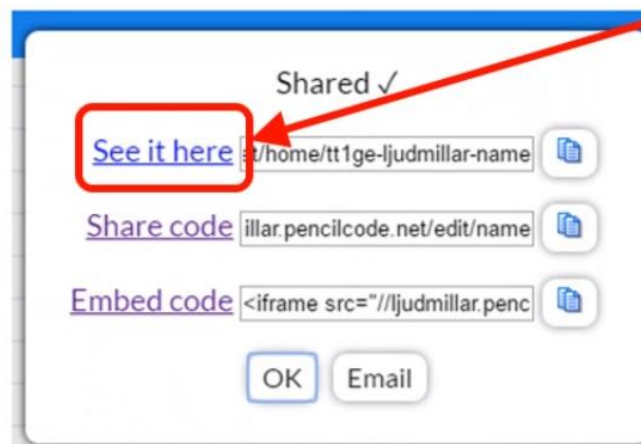 Shared ✓
See it here t/home/tt1ge-ljudmillar-name
Share code illar.pencilcode.net/edit/name
Embed code <iframe src="//ljudmillar.penc
OK Email